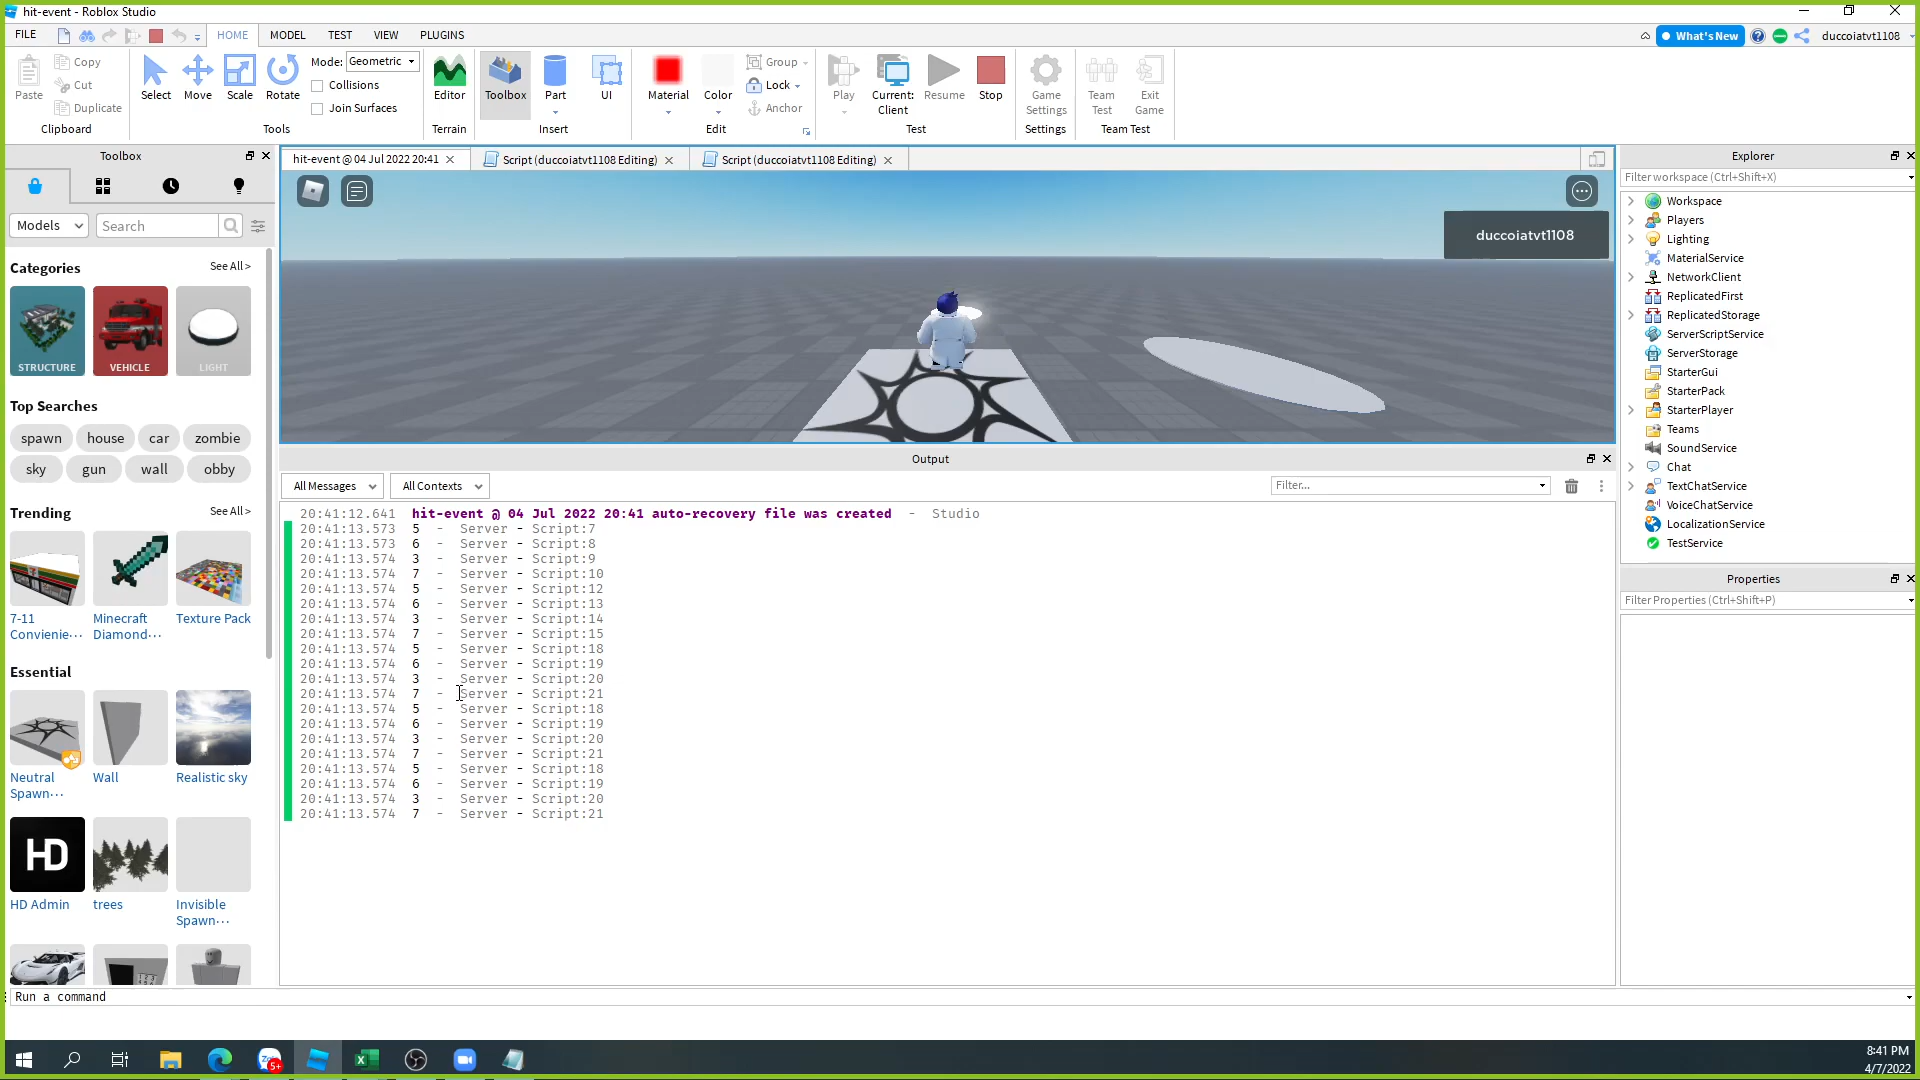 hit-event - Roblox Studio
FILE
HOME
MODEL
TEST
VIEW
PLUGINS
What's New
duccoiatvt1108
Paste
Copy
Cut
Duplicate
Clipboard
Select
Move
Scale
Rotate
Mode: Geometric
Collisions
Join Surfaces
Tools
Editor
Terrain
Toolbox
Part
UI
Insert
Material
Color
Group
Lock
Anchor
Edit
Play
Current:
Client
Resume
Stop
Test
Game
Settings
Settings
Team
Test
Exit
Game
Team Test
Toolbox
hit-event @ 04 Jul 2022 20:41
Script (duccoiatvt1108 Editing)
Script (duccoiatvt1108 Editing)
Models
Search
Categories
See All >
STRUCTURE
VEHICLE
LIGHT
Top Searches
spawn
house
car
zombie
sky
gun
wall
obby
Trending
See All >
7-11
Convienie...
Minecraft
Diamond...
Texture Pack
Essential
Neutral
Spawn...
Wall
Realistic sky
HD
HD Admin
trees
Invisible
Spawn...
duccoiatvt1108
Output
All Messages
All Contexts
Filter...
20:41:12.641 hit-event @ 04 Jul 2022 20:41 auto-recovery file was created - Studio
20:41:13.573 5 - Server - Script:7
20:41:13.573 6 - Server - Script:8
20:41:13.574 3 - Server - Script:9
20:41:13.574 7 - Server - Script:10
20:41:13.574 5 - Server - Script:12
20:41:13.574 6 - Server - Script:13
20:41:13.574 3 - Server - Script:14
20:41:13.574 7 - Server - Script:15
20:41:13.574 5 - Server - Script:18
20:41:13.574 6 - Server - Script:19
20:41:13.574 3 - Server - Script:20
20:41:13.574 7 - Server - Script:21
20:41:13.574 5 - Server - Script:18
20:41:13.574 6 - Server - Script:19
20:41:13.574 3 - Server - Script:20
20:41:13.574 7 - Server - Script:21
20:41:13.574 5 - Server - Script:18
20:41:13.574 6 - Server - Script:19
20:41:13.574 3 - Server - Script:20
20:41:13.574 7 - Server - Script:21
Explorer
Filter workspace (Ctrl+Shift+X)
Workspace
Players
Lighting
MaterialService
NetworkClient
ReplicatedFirst
ReplicatedStorage
ServerScriptService
ServerStorage
StarterGui
StarterPack
StarterPlayer
Teams
SoundService
Chat
TextChatService
VoiceChatService
LocalizationService
TestService
Properties
Filter Properties (Ctrl+Shift+P)
Run a command
5+
8:41 PM
4/7/2022